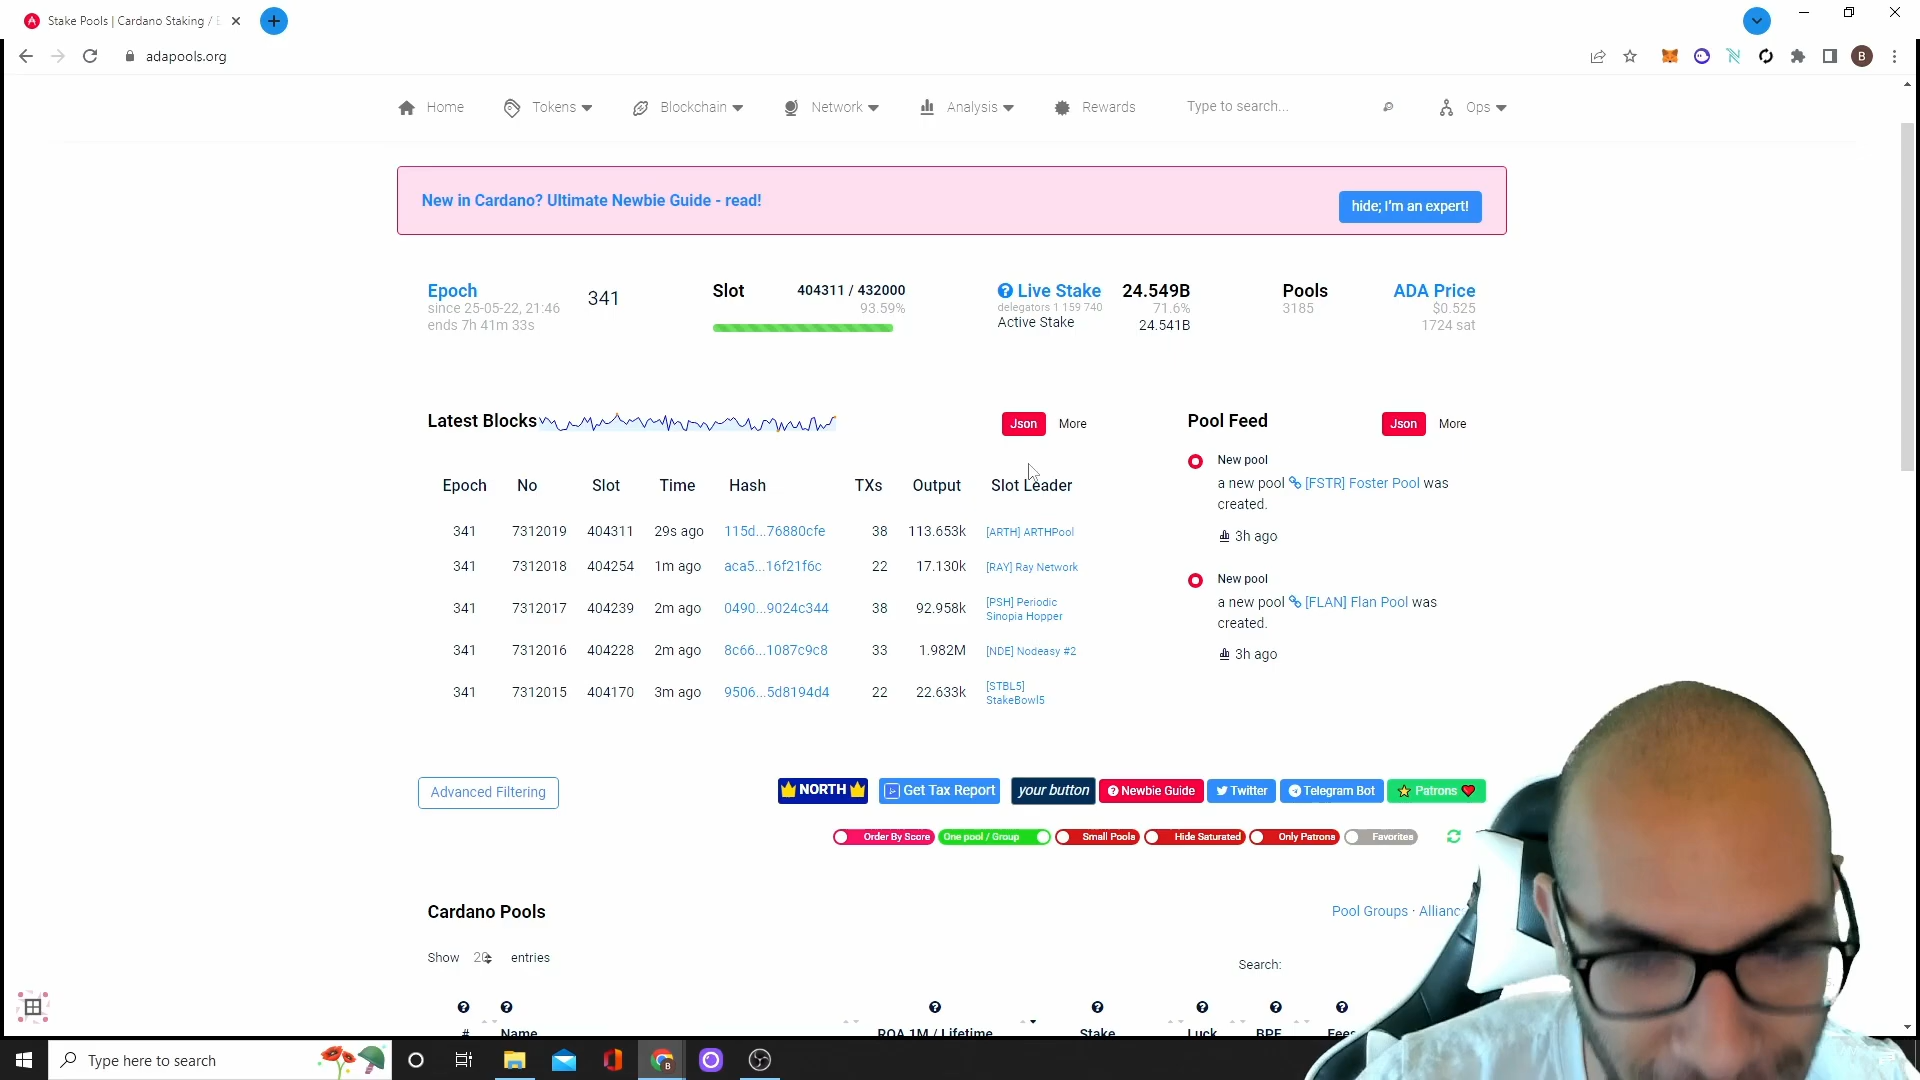 Stake Pools | Cardano Staking /
adapools.org
B
Home Tokens Blockchain Network Analysis Rewards Type to search... Ops
New in Cardano? Ultimate Newbie Guide - read!
hide; I'm an expert!
Epoch
since 25-05-22, 21:46
ends 7h 41m 33s
341
Slot 404311 / 432000
93.59%
Live Stake 24.549B
delegators 1 159 740 71.6%
Active Stake 24.541B
Pools
3185
ADA Price
$0.525
1724 sat
Latest Blocks Json More
Epoch No Slot Time Hash TXs Output Slot Leader
341 7312019 404311 29s ago 115d...76880cfe 38 113.653k [ARTH] ARTHPool
341 7312018 404254 1m ago aca5...16f21f6c 22 17.130k [RAY] Ray Network
341 7312017 404239 2m ago 0490...9024c344 38 92.958k [PSH] Periodic
Sinopia Hopper
341 7312016 404228 2m ago 8c66...1087c9c8 33 1.982M [NDE] Nodeasy #2
341 7312015 404170 3m ago 9506...5d8194d4 22 22.633k [STBL5]
StakeBowl5
Pool Feed Json More
New pool
a new pool [FSTR] Foster Pool was
created.
3h ago
New pool
a new pool [FLAN] Flan Pool was
created.
3h ago
Advanced Filtering
NORTH Get Tax Report your button Newbie Guide Twitter Telegram Bot Patrons
Order By Score One pool / Group Small Pools Hide Saturated Only Patrons Favorites
Cardano Pools
Pool Groups · Allianc
Show 20 entries
Search:
# Name ROA 1M / Lifetime Stake Luck BPE Fees
Type here to search